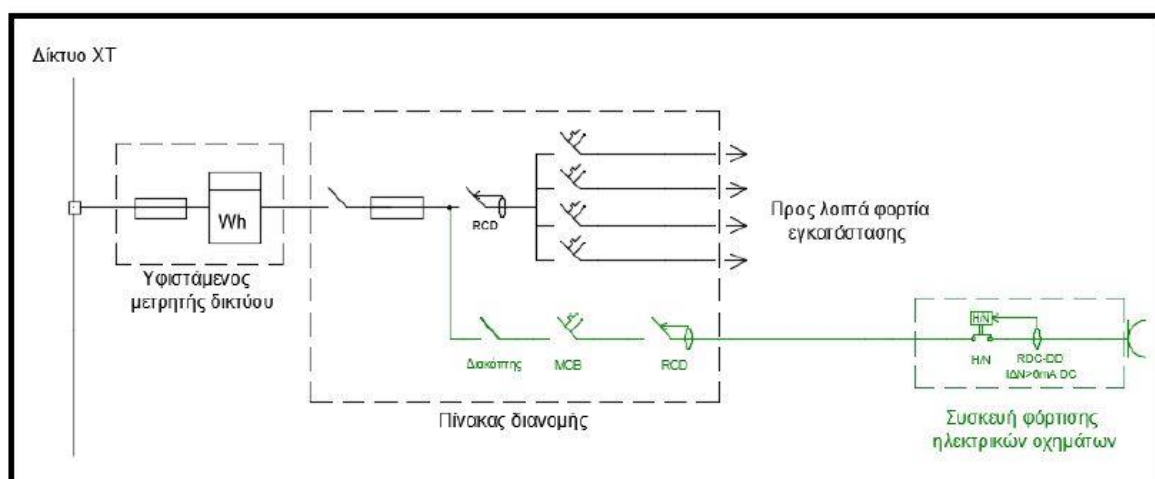 Δίκτυο ΧΤ
Wh
Υφιστάμενος
μετρητής δικτύου
RCD
Προς λοιπά φορτία
εγκατάστασης
Διακόπτης
MCB
RCD
Πίνακας διανομής
H/N
H/N
RDC-DD
IΔN>6mA DC
Συσκευή φόρτισης
ηλεκτρικών οχημάτων